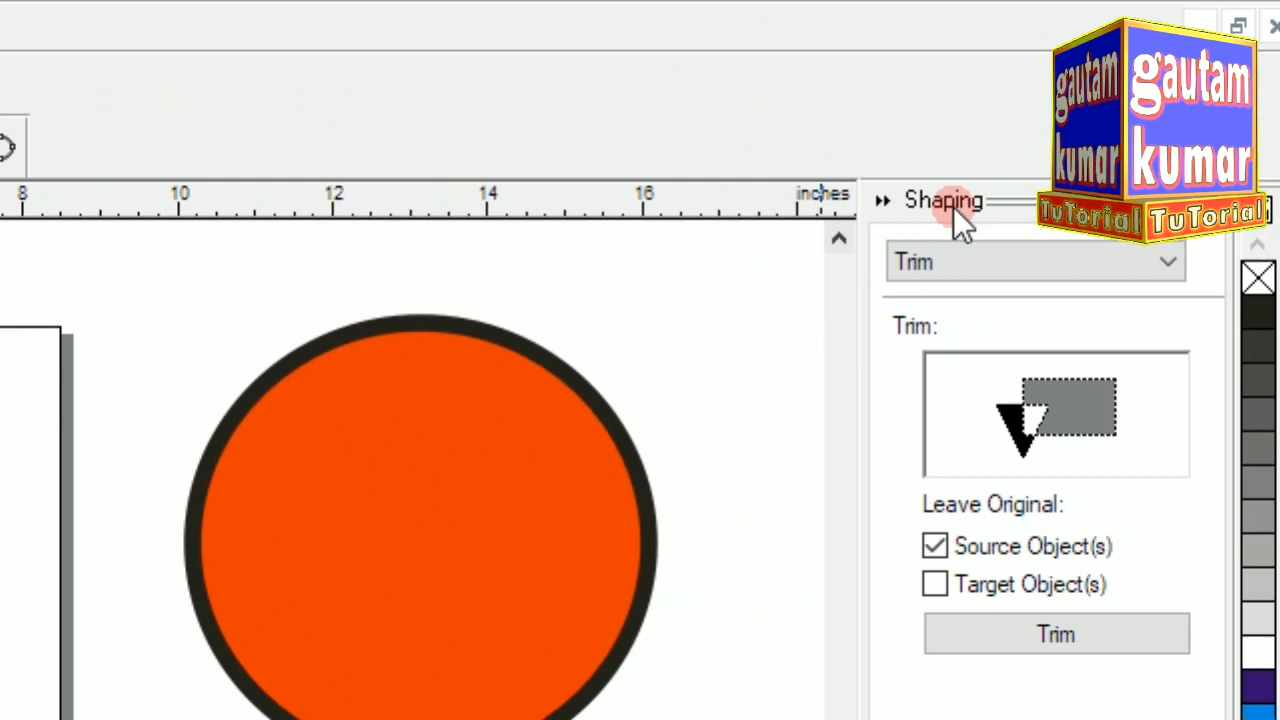 gautam
kumar
TuTorial
gautam
kumar
TuTorial
8
10
12
14
16
inches
Shaping
Trim
Trim:
Leave Original:
Source Object(s)
Target Object(s)
Trim